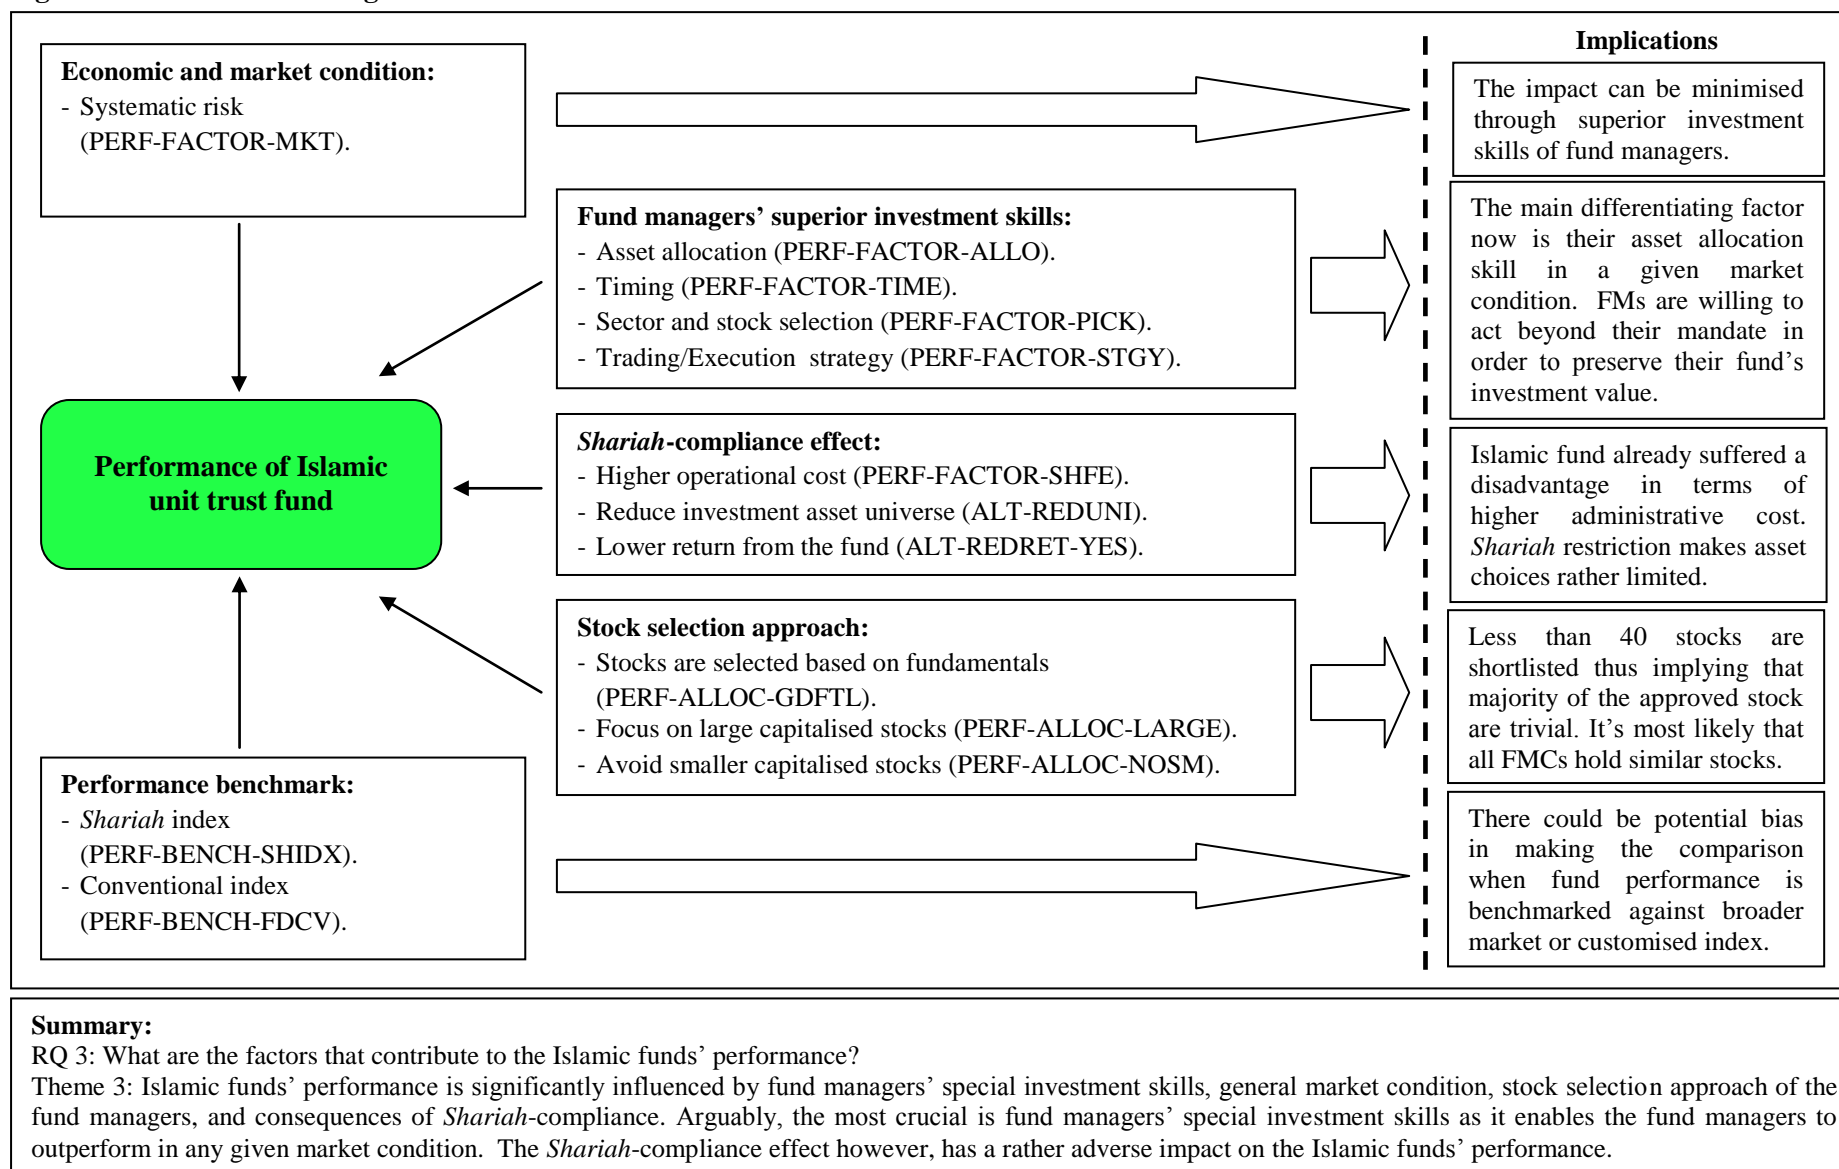 Implications
Economic and market condition:
- Systematic risk
(PERF-FACTOR-MKT).
The impact can be minimised
through superior investment
skills of fund managers.
Fund managers' superior investment skills:
- Asset allocation (PERF-FACTOR-ALLO).
- Timing (PERF-FACTOR-TIME).
- Sector and stock selection (PERF-FACTOR-PICK).
- Trading/Execution strategy (PERF-FACTOR-STGY).
The main differentiating factor
now is their asset allocation
skill in a given market
condition. FMs are willing to
act beyond their mandate in
order to preserve their fund's
investment value.
Performance of Islamic
unit trust fund
Shariah-compliance effect:
- Higher operational cost (PERF-FACTOR-SHFE).
- Reduce investment asset universe (ALT-REDUNI).
- Lower return from the fund (ALT-REDRET-YES).
Islamic fund already suffered a
disadvantage in terms of
higher administrative cost.
Shariah restriction makes asset
choices rather limited.
Stock selection approach:
- Stocks are selected based on fundamentals
(PERF-ALLOC-GDFTL).
- Focus on large capitalised stocks (PERF-ALLOC-LARGE).
- Avoid smaller capitalised stocks (PERF-ALLOC-NOSM).
Less than 40 stocks are
shortlisted thus implying that
majority of the approved stock
are trivial. It's most likely that
all FMCs hold similar stocks.
Performance benchmark:
- Shariah index
(PERF-BENCH-SHIDX).
- Conventional index
(PERF-BENCH-FDCV).
There could be potential bias
in making the comparison
when fund performance is
benchmarked against broader
market or customised index.
Summary:
RQ 3: What are the factors that contribute to the Islamic funds' performance?
Theme 3: Islamic funds' performance is significantly influenced by fund managers' special investment skills, general market condition, stock selection approach of the
fund managers, and consequences of Shariah-compliance. Arguably, the most crucial is fund managers' special investment skills as it enables the fund managers to
outperform in any given market condition. The Shariah-compliance effect however, has a rather adverse impact on the Islamic funds' performance.